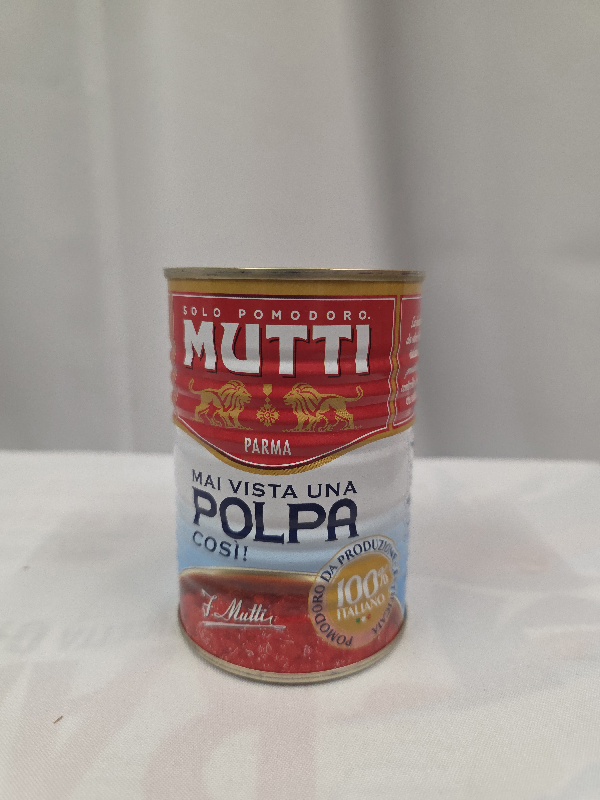 SOLO POMODORO.
MUTTI
PARMA
MAI VISTA UNA
POLPA
COSÌ!
F. Mutti
POMODORO DA PRODUZIONE
100%
ITALIANO